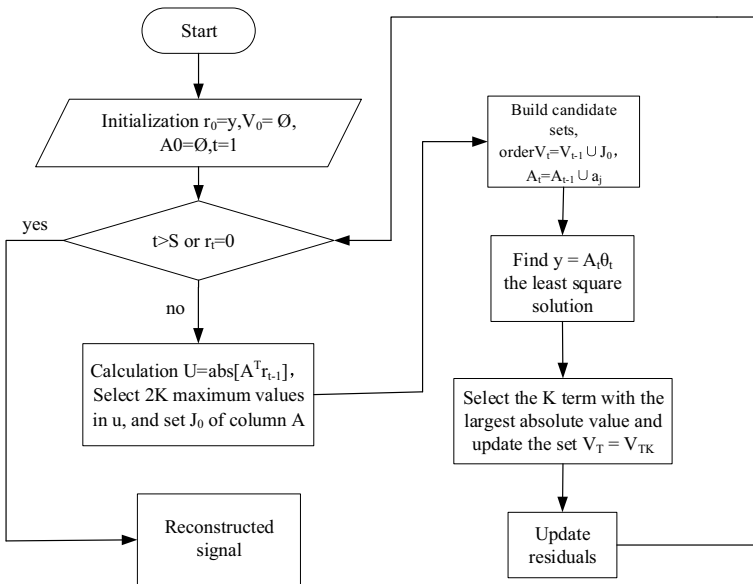 Start
Initialization r₀=y,V₀= Ø,
A0=Ø,t=1
yes
t>S or rₜ=0
no
Calculation U=abs[Aᵀrₜ₋₁],
Select 2K maximum values
in u, and set J₀ of column A
Reconstructed
signal
Build candidate
sets,
orderVₜ=Vₜ₋₁ ∪ J₀,
Aₜ=Aₜ₋₁ ∪ aⱼ
Find y = Aₜθₜ
the least square
solution
Select the K term with the
largest absolute value and
update the set V_T = V_TK
Update
residuals